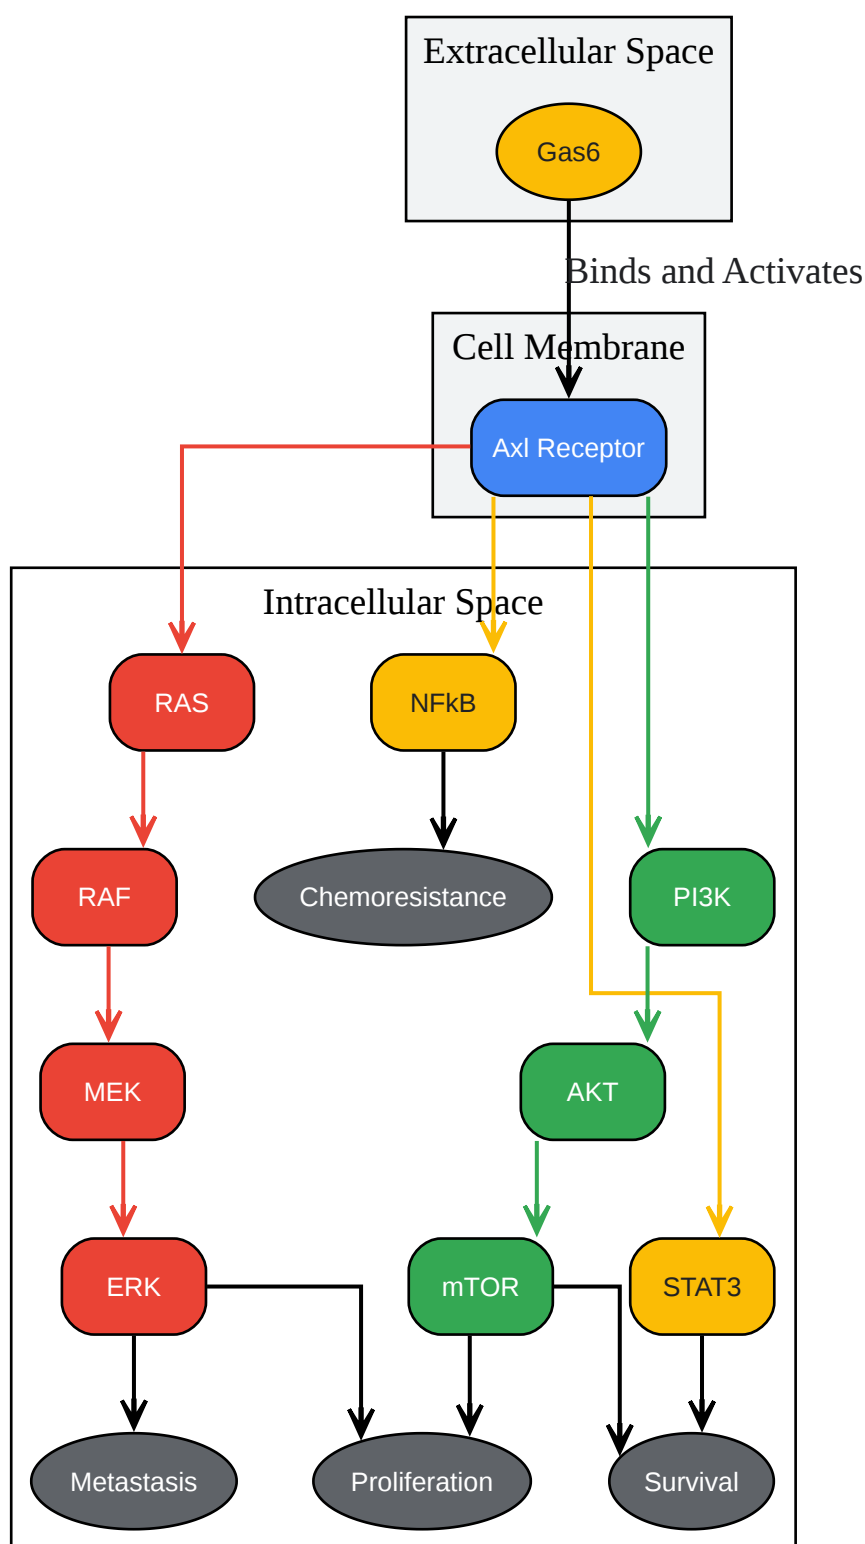 Extracellular Space
Gas6
Binds and Activates
Cell Membrane
Axl Receptor
Intracellular Space
RAS
NFkB
RAF
Chemoresistance
PI3K
MEK
AKT
ERK
mTOR
STAT3
Metastasis
Proliferation
Survival